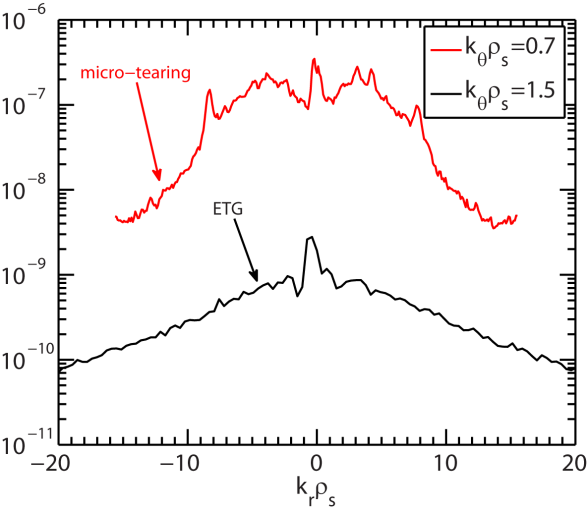 10⁻⁶
k_θρ_s=0.7
k_θρ_s=1.5
micro−tearing
10⁻⁷
10⁻⁸
ETG
10⁻⁹
10⁻¹⁰
10⁻¹¹
−20 −10 0 10 20
k_rρ_s